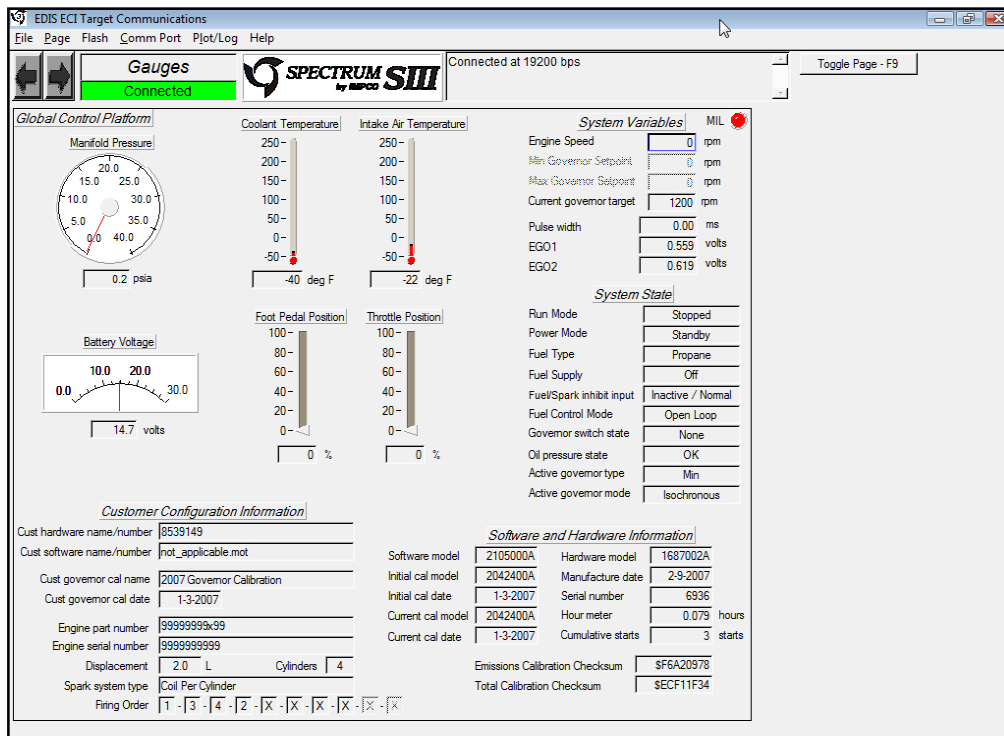 EDIS ECI Target Communications
File Page Flash Comm Port Plot/Log Help
Gauges
Connected
SPECTRUM SIII
by IMPCO
Connected at 19200 bps
Toggle Page - F9
Global Control Platform
Manifold Pressure
0.0 5.0 10.0 15.0 20.0 25.0 30.0 35.0 40.0
0.2 psia
Battery Voltage
0.0 10.0 20.0 30.0
14.7 volts
Coolant Temperature
250
200
150
100
50
0
-50
-40 deg F
Intake Air Temperature
250
200
150
100
50
0
-50
-22 deg F
Foot Pedal Position
100
80
60
40
20
0
0 %
Throttle Position
100
80
60
40
20
0
0 %
System Variables MIL
Engine Speed 0 rpm
Min Governor Setpoint 0 rpm
Max Governor Setpoint 0 rpm
Current governor target 1200 rpm
Pulse width 0.00 ms
EGO1 0.559 volts
EGO2 0.619 volts
System State
Run Mode Stopped
Power Mode Standby
Fuel Type Propane
Fuel Supply Off
Fuel/Spark inhibit input Inactive / Normal
Fuel Control Mode Open Loop
Governor switch state None
Oil pressure state OK
Active governor type Min
Active governor mode Isochronous
Customer Configuration Information
Cust hardware name/number 8539149
Cust software name/number not_applicable.mot
Cust governor cal name 2007 Governor Calibration
Cust governor cal date 1-3-2007
Engine part number 99999999x99
Engine serial number 9999999999
Displacement 2.0 L Cylinders 4
Spark system type Coil Per Cylinder
Firing Order 1 - 3 - 4 - 2 - X - X - X - X - X - X
Software and Hardware Information
Software model 2105000A Hardware model 1687002A
Initial cal model 2042400A Manufacture date 2-9-2007
Initial cal date 1-3-2007 Serial number 6936
Current cal model 2042400A Hour meter 0.079 hours
Current cal date 1-3-2007 Cumulative starts 3 starts
Emissions Calibration Checksum $F6A20978
Total Calibration Checksum $ECF11F34